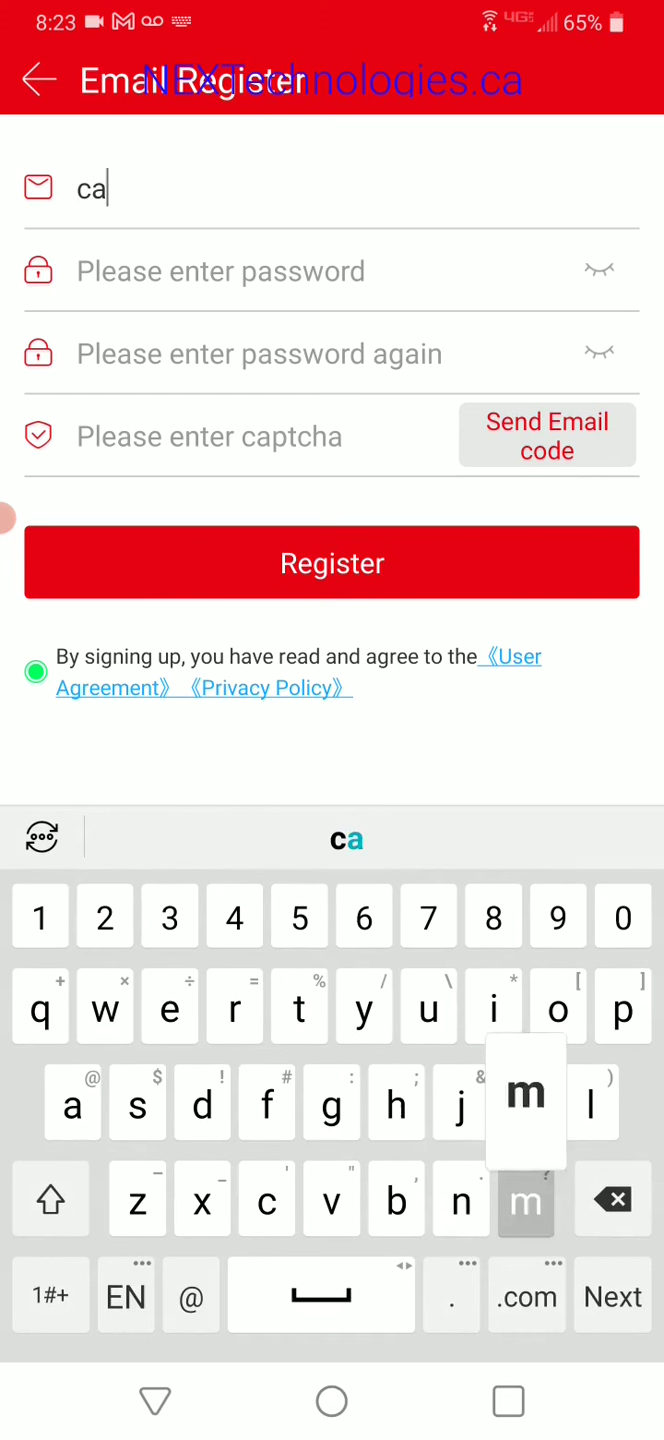 8:23 4G 65%
Email Register
NEXTechnologies.ca
ca
Please enter password
Please enter password again
Please enter captcha
Send Email
code
Register
By signing up, you have read and agree to the《User
Agreement》《Privacy Policy》
ca
1 2 3 4 5 6 7 8 9 0
+ × ÷ = % / \ * [ ]
q w e r t y u i o p
@ $ ! # : ; & )
a s d f g h j m l
– _ ' " , . ?
z x c v b n m
1#+ EN @ . .com Next